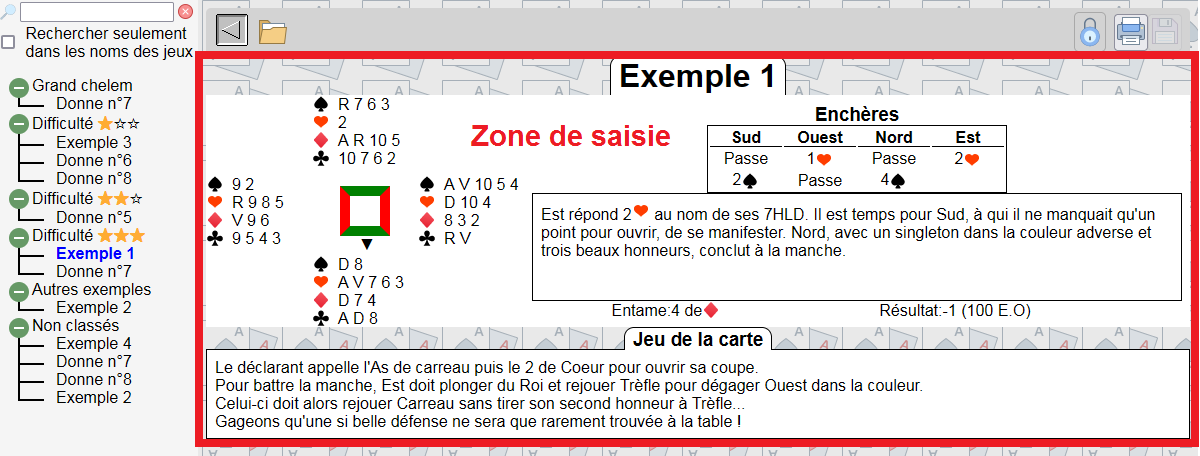 Rechercher seulement
dans les noms des jeux
Grand chelem
Donne n°7
Difficulté ★☆☆
Exemple 3
Donne n°6
Donne n°8
Difficulté ★★☆
Donne n°5
Difficulté ★★★
Exemple 1
Donne n°7
Autres exemples
Exemple 2
Non classés
Exemple 4
Donne n°7
Donne n°8
Exemple 2
Exemple 1
♠ R 7 6 3
♥ 2
♦ A R 10 5
♣ 10 7 6 2
Zone de saisie
♠ 9 2
♥ R 9 8 5
♦ V 9 6
♣ 9 5 4 3
♠ A V 10 5 4
♥ D 10 4
♦ 8 3 2
♣ R V
♠ D 8
♥ A V 7 6 3
♦ D 7 4
♣ A D 8
Enchères
Sud Ouest Nord Est
Passe 1♥ Passe 2♥
2♠ Passe 4♠
Est répond 2♥ au nom de ses 7HLD. Il est temps pour Sud, à qui il ne manquait qu'un
point pour ouvrir, de se manifester. Nord, avec un singleton dans la couleur adverse et
trois beaux honneurs, conclut à la manche.
Entame:4 de♦ Résultat:-1 (100 E.O)
Jeu de la carte
Le déclarant appelle l'As de carreau puis le 2 de Coeur pour ouvrir sa coupe.
Pour battre la manche, Est doit plonger du Roi et rejouer Trèfle pour dégager Ouest dans la couleur.
Celui-ci doit alors rejouer Carreau sans tirer son second honneur à Trèfle...
Gageons qu'une si belle défense ne sera que rarement trouvée à la table !